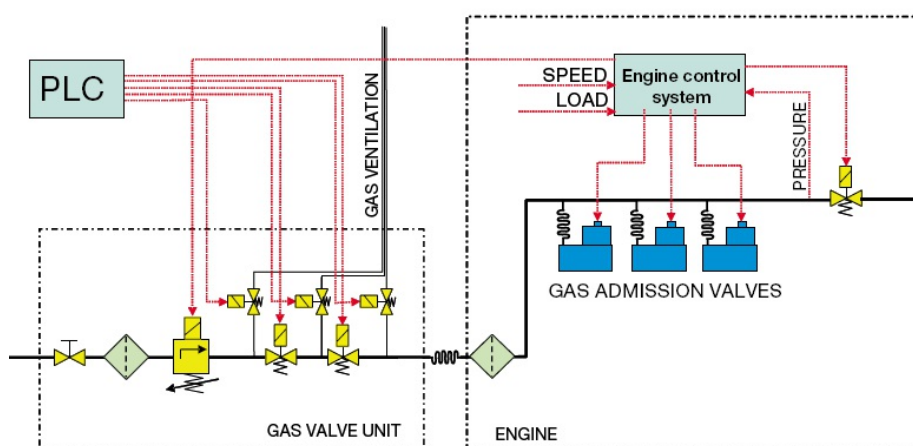 PLC
GAS VENTILATION
SPEED
LOAD
Engine control
system
PRESSURE
GAS ADMISSION VALVES
GAS VALVE UNIT
ENGINE